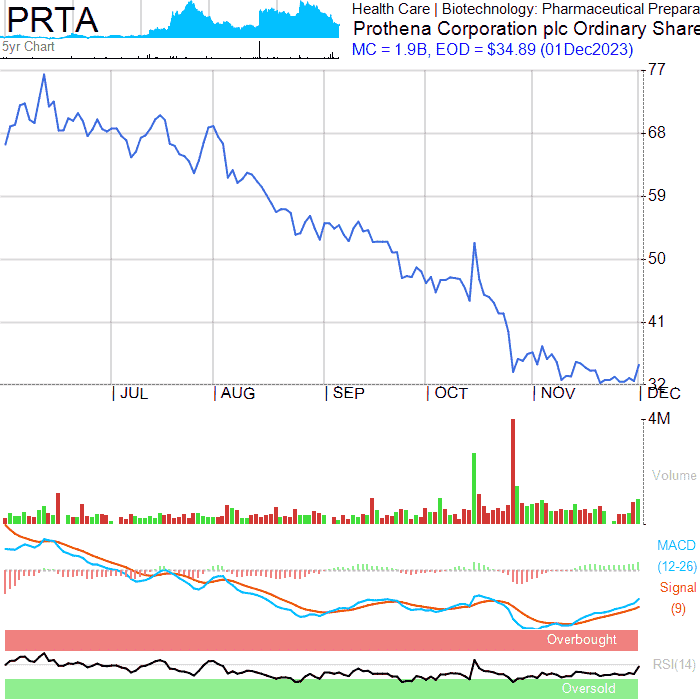 PRTA
5yr Chart
Health Care | Biotechnology: Pharmaceutical Prepara
Prothena Corporation plc Ordinary Share
MC = 1.9B, EOD = $34.89 (01Dec2023)
77
68
59
50
41
32
JUL AUG SEP OCT NOV DEC
4M
Volume
MACD
(12-26)
Signal
(9)
Overbought
RSI(14)
Oversold